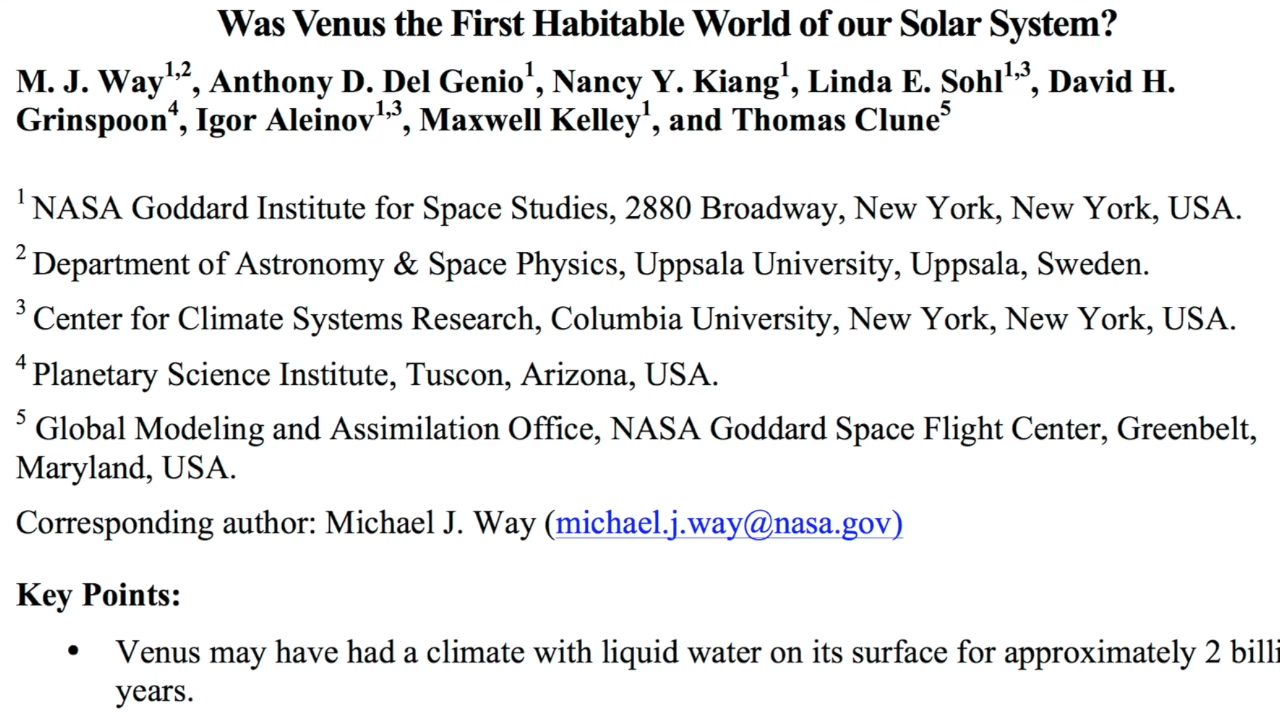 Was Venus the First Habitable World of our Solar System?
M. J. Way1,2, Anthony D. Del Genio1, Nancy Y. Kiang1, Linda E. Sohl1,3, David H.
Grinspoon4, Igor Aleinov1,3, Maxwell Kelley1, and Thomas Clune5
1 NASA Goddard Institute for Space Studies, 2880 Broadway, New York, New York, USA.
2 Department of Astronomy & Space Physics, Uppsala University, Uppsala, Sweden.
3 Center for Climate Systems Research, Columbia University, New York, New York, USA.
4 Planetary Science Institute, Tuscon, Arizona, USA.
5 Global Modeling and Assimilation Office, NASA Goddard Space Flight Center, Greenbelt,
Maryland, USA.
Corresponding author: Michael J. Way (michael.j.way@nasa.gov)
Key Points:
• Venus may have had a climate with liquid water on its surface for approximately 2 billi
years.